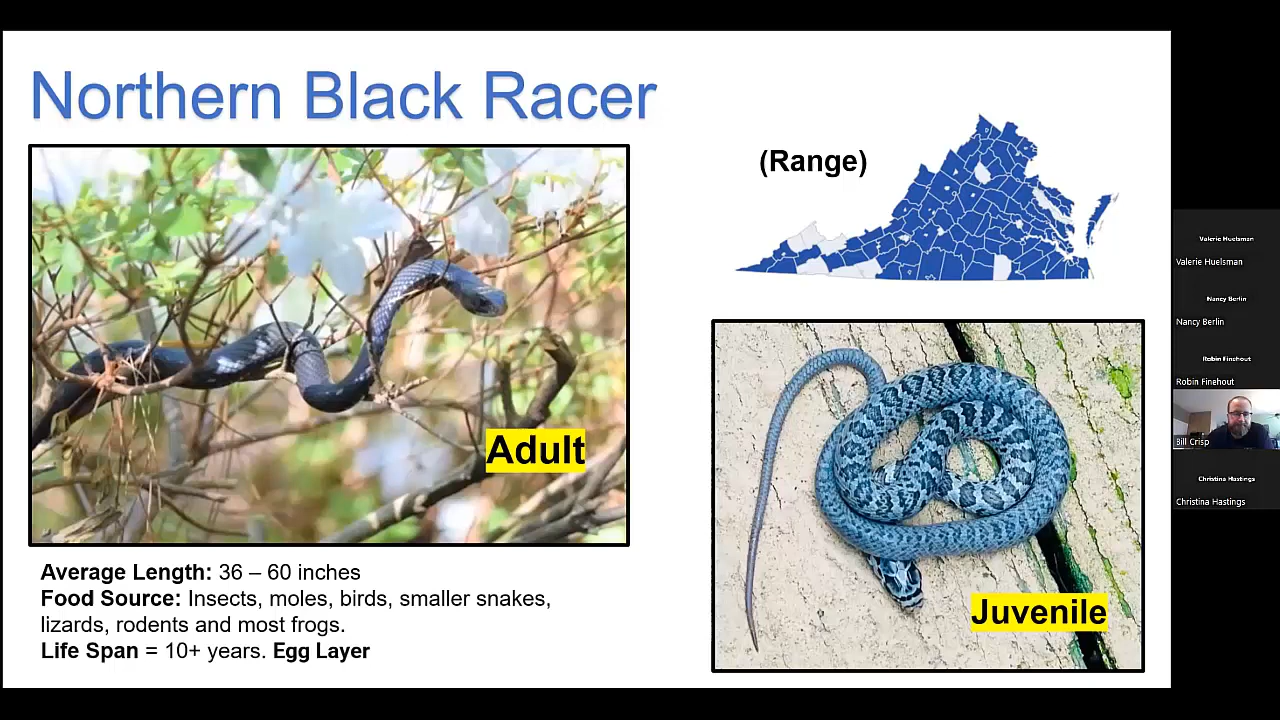 Northern Black Racer
(Range)
Adult
Juvenile
Average Length: 36 – 60 inches
Food Source: Insects, moles, birds, smaller snakes,
lizards, rodents and most frogs.
Life Span = 10+ years. Egg Layer
Valerie Huelsman
Valerie Huelsman
Nancy Berlin
Nancy Berlin
Robin Finehout
Robin Finehout
Bill Crisp
Christina Hastings
Christina Hastings